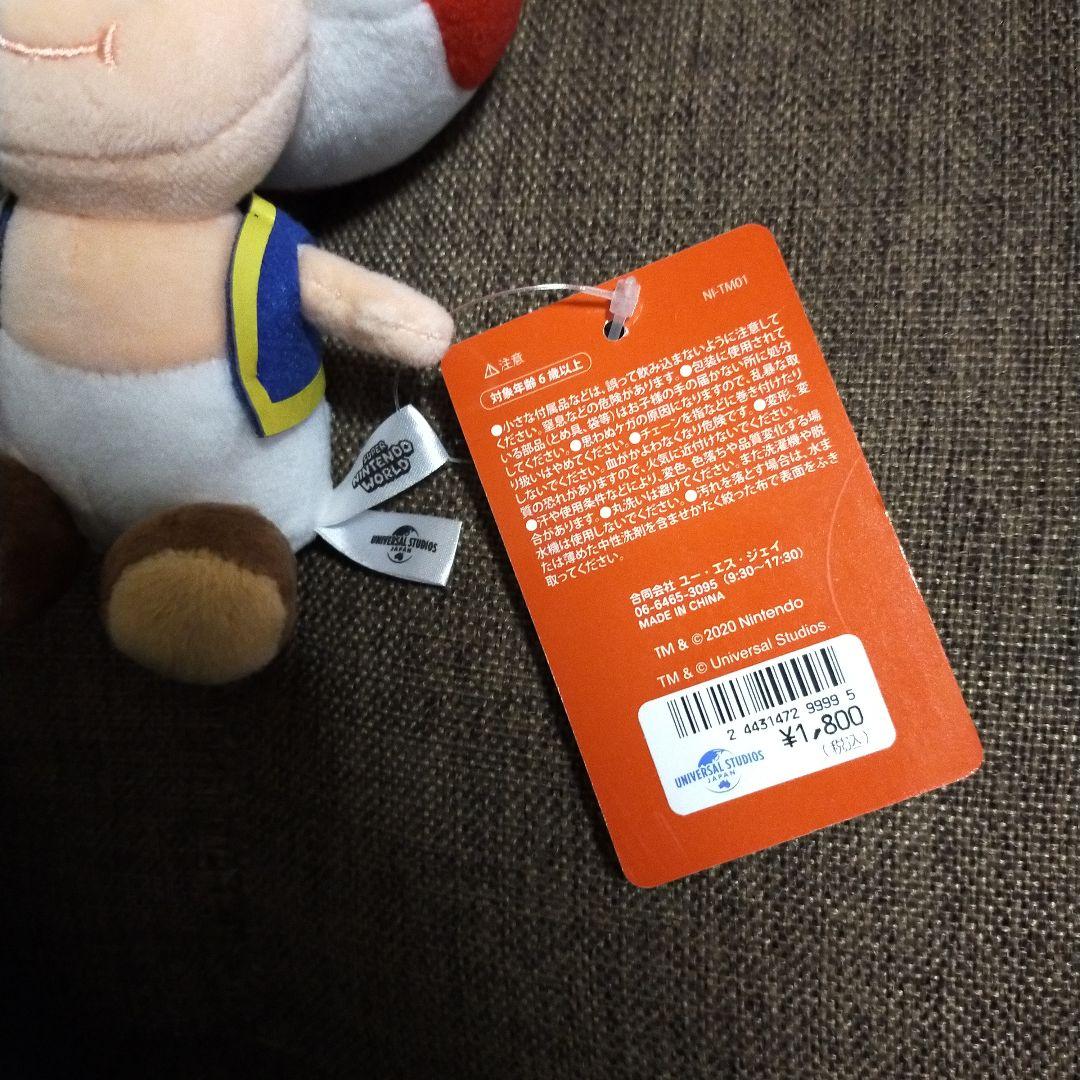 NI-TM01
⚠注意
対象年齢6歳以上
●小さな付属品などは、誤って飲み込まないように注意して
ください。窒息などの危険があります。●包装に使用されて
いる部品(とめ具、袋等)はお子様の手の届かない所に処分
してください。●思わぬケガの原因になりますので、乱暴な取
り扱いはやめてください。●チェーンを指などに巻き付けたり
しないでください。血がかよわなくなり危険です。●変形、変
質の恐れがありますので、火気に近付けないでください。
●汗や使用条件などにより、変色、色落ちや品質変化する場
合があります。●丸洗いは避けてください。また洗濯機や脱
水機は使用しないでください。●汚れを落とす場合は、水ま
たは薄めた中性洗剤を含ませかたく絞った布で表面をふき
取ってください。
合同会社 ユー・エス・ジェイ
06-6465-3095 (9:30〜17:30)
MADE IN CHINA
TM & © 2020 Nintendo
TM & © Universal Studios.
2 4431472 9999 5
¥1,800
(税込)
UNIVERSAL STUDIOS
JAPAN
SUPER
NINTENDO
WORLD
UNIVERSAL STUDIOS
JAPAN